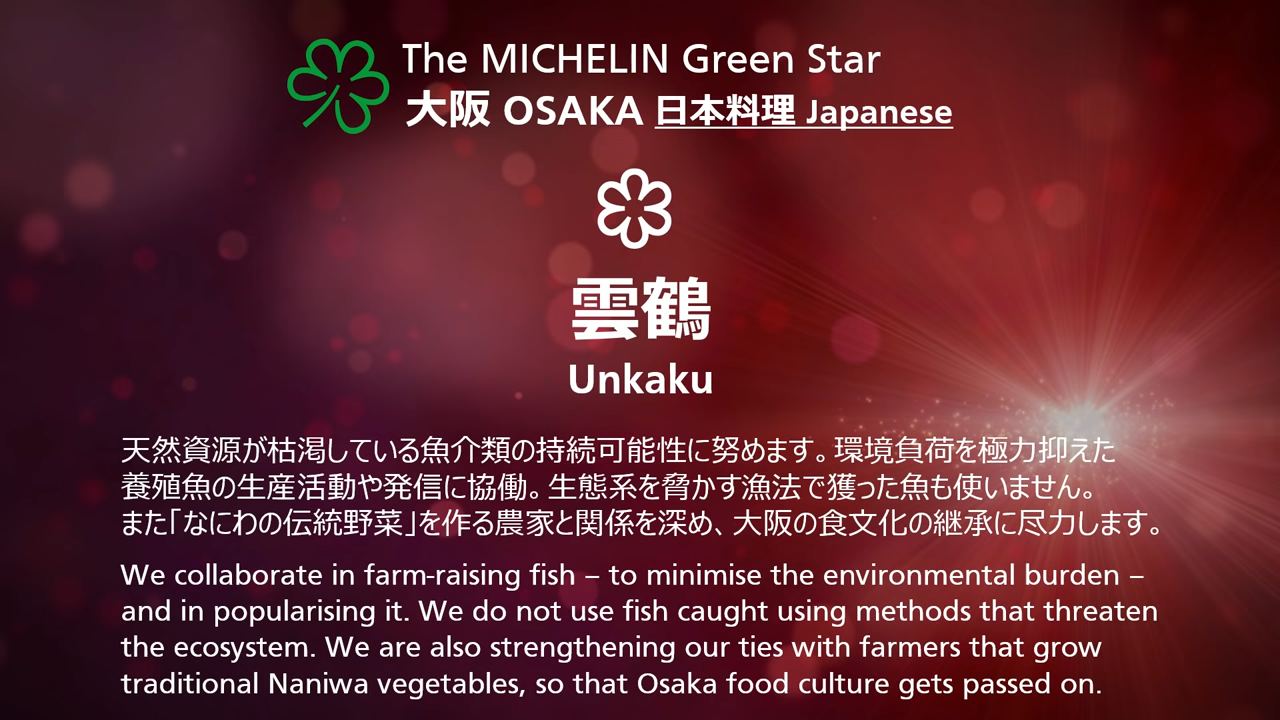 The MICHELIN Green Star
大阪 OSAKA 日本料理 Japanese
雲鶴
Unkaku
天然資源が枯渇している魚介類の持続可能性に努めます。環境負荷を極力抑えた
養殖魚の生産活動や発信に協働。生態系を脅かす漁法で獲った魚も使いません。
また「なにわの伝統野菜」を作る農家と関係を深め、大阪の食文化の継承に尽力します。
We collaborate in farm-raising fish – to minimise the environmental burden –
and in popularising it. We do not use fish caught using methods that threaten
the ecosystem. We are also strengthening our ties with farmers that grow
traditional Naniwa vegetables, so that Osaka food culture gets passed on.